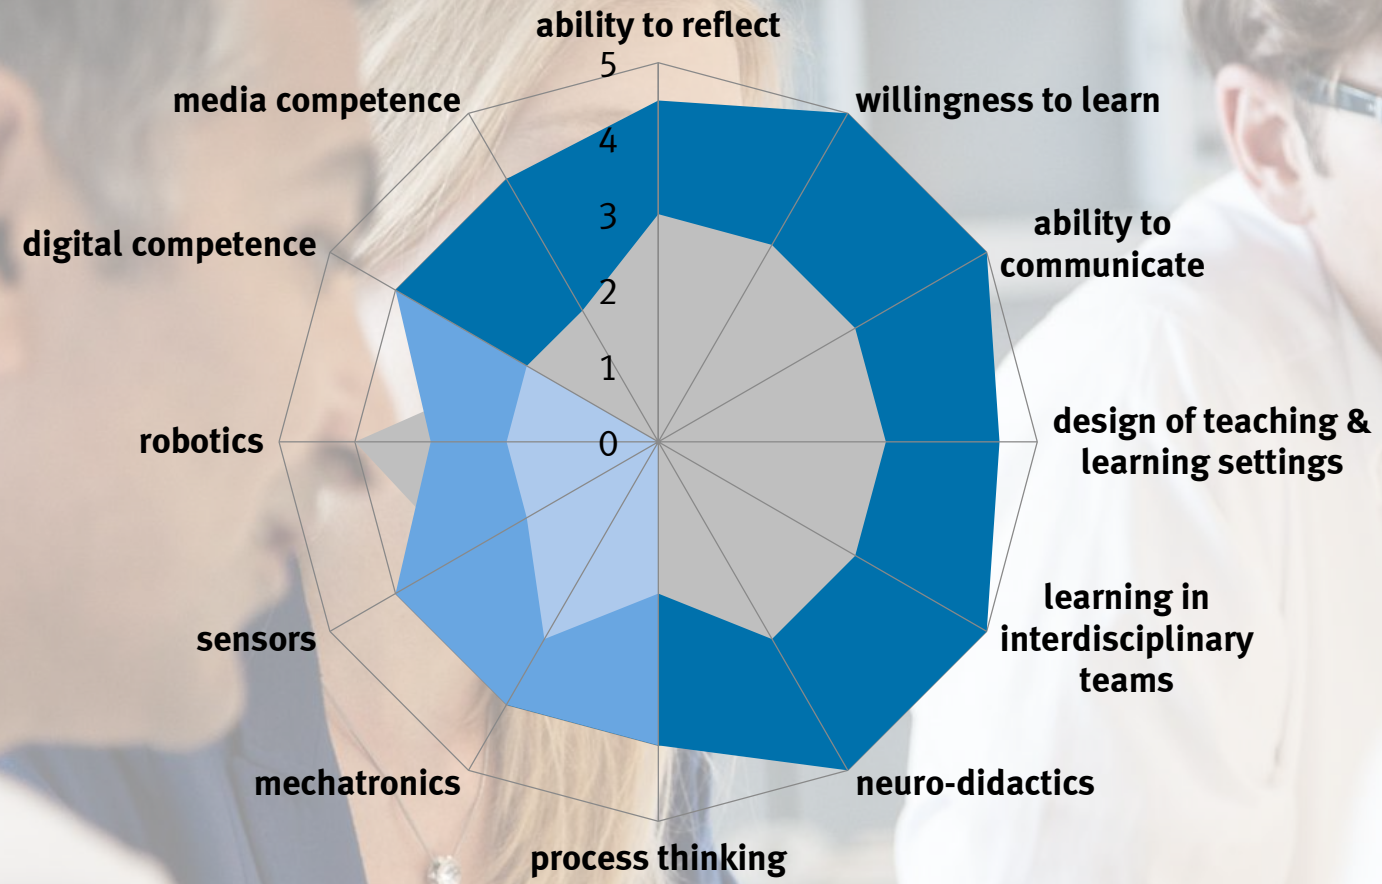 ability to reflect
5
media competence
willingness to learn
4
3
ability to
communicate
digital competence
2
1
robotics
0
design of teaching &
learning settings
sensors
learning in
interdisciplinary
teams
mechatronics
neuro-didactics
process thinking